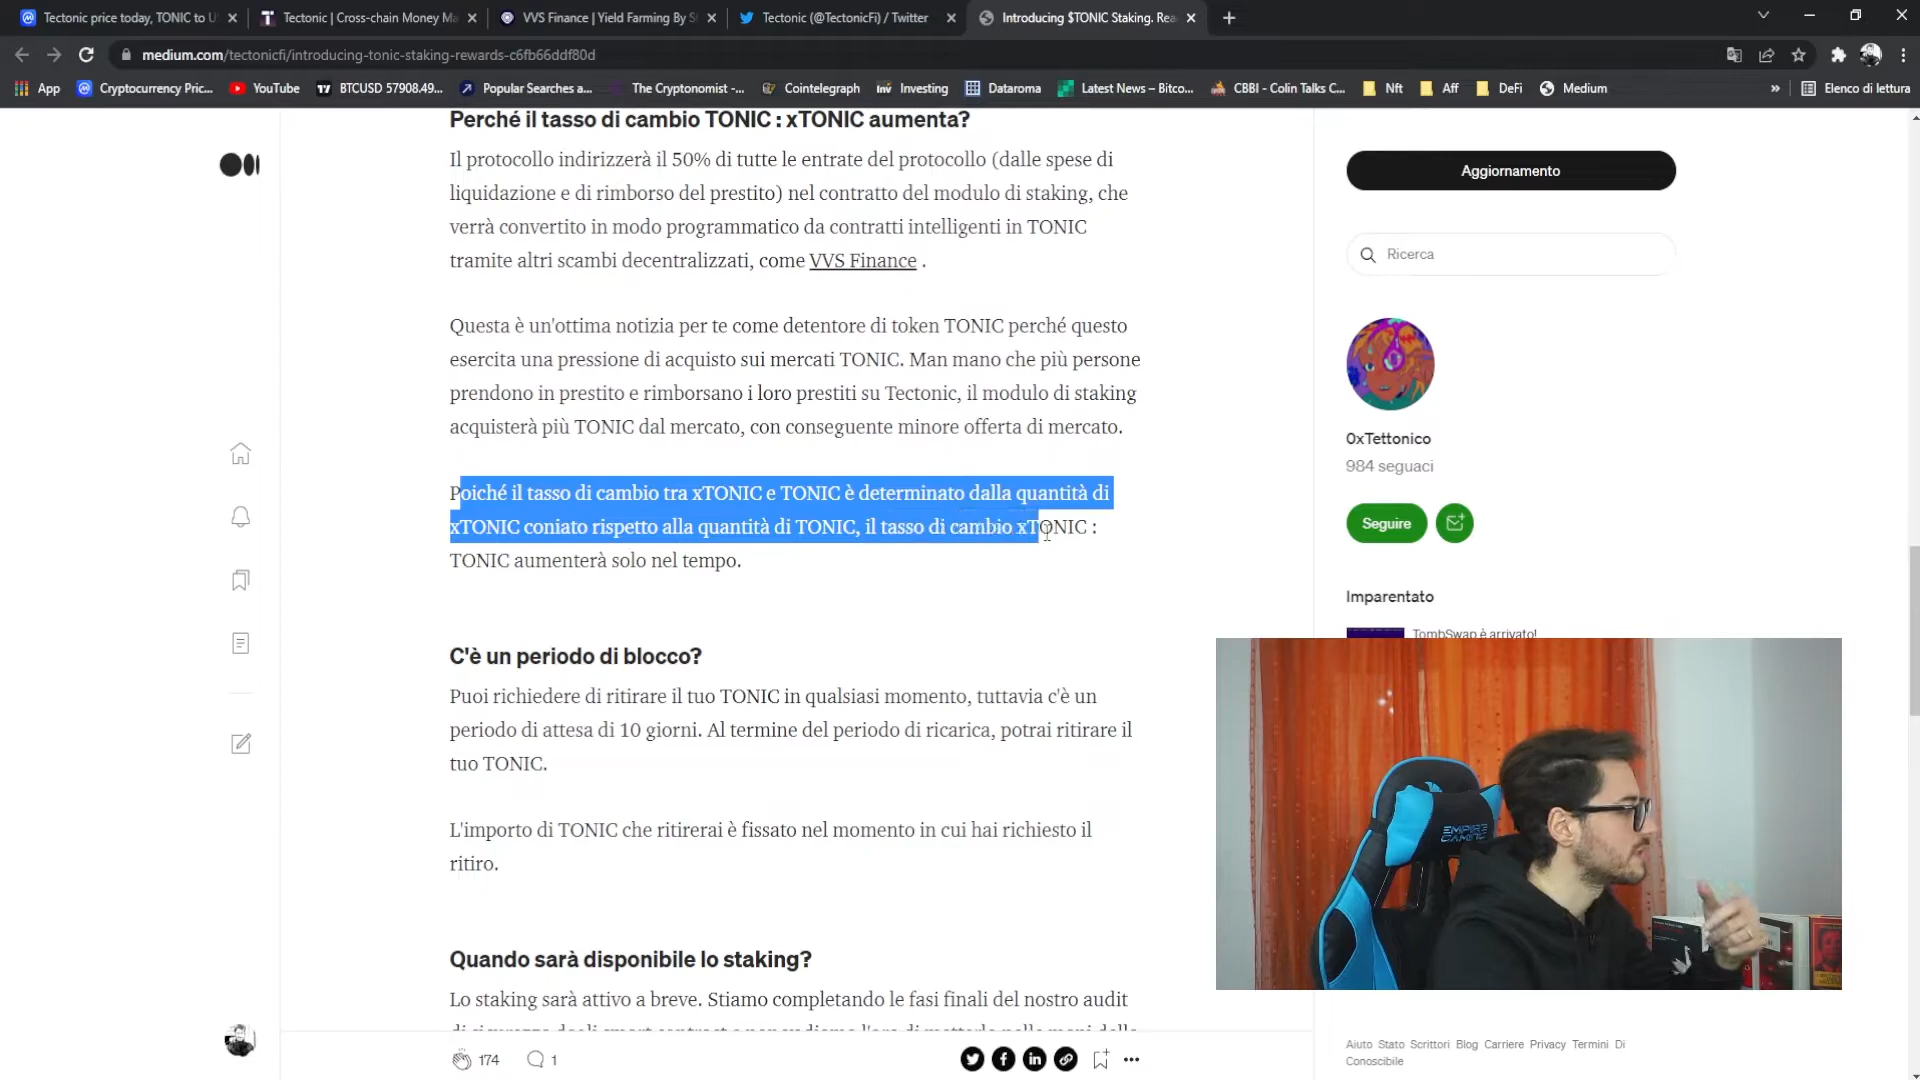 Tectonic price today, TONIC to U
Tectonic | Cross-chain Money Ma
VVS Finance | Yield Farming By S
Tectonic (@TectonicFi) / Twitter
Introducing $TONIC Staking. Rea
medium.com/tectonicfi/introducing-tonic-staking-rewards-c6fb66ddf80d
App
Cryptocurrency Pric...
YouTube
BTCUSD 57908.49...
Popular Searches a...
The Cryptonomist -...
Cointelegraph
Investing
Dataroma
Latest News – Bitco...
CBBI - Colin Talks C...
Nft
Aff
DeFi
Medium
»
Elenco di lettura
Perché il tasso di cambio TONIC : xTONIC aumenta?
Il protocollo indirizzerà il 50% di tutte le entrate del protocollo (dalle spese di
liquidazione e di rimborso del prestito) nel contratto del modulo di staking, che
verrà convertito in modo programmatico da contratti intelligenti in TONIC
tramite altri scambi decentralizzati, come VVS Finance .
Questa è un'ottima notizia per te come detentore di token TONIC perché questo
esercita una pressione di acquisto sui mercati TONIC. Man mano che più persone
prendono in prestito e rimborsano i loro prestiti su Tectonic, il modulo di staking
acquisterà più TONIC dal mercato, con conseguente minore offerta di mercato.
Poiché il tasso di cambio tra xTONIC e TONIC è determinato dalla quantità di
xTONIC coniato rispetto alla quantità di TONIC, il tasso di cambio xTONIC :
TONIC aumenterà solo nel tempo.
C'è un periodo di blocco?
Puoi richiedere di ritirare il tuo TONIC in qualsiasi momento, tuttavia c'è un
periodo di attesa di 10 giorni. Al termine del periodo di ricarica, potrai ritirare il
tuo TONIC.
L'importo di TONIC che ritirerai è fissato nel momento in cui hai richiesto il
ritiro.
Quando sarà disponibile lo staking?
Lo staking sarà attivo a breve. Stiamo completando le fasi finali del nostro audit
174
1
Aggiornamento
Ricerca
0xTettonico
984 seguaci
Seguire
Imparentato
TombSwap è arrivato!
EMPIRE
GAMING
Aiuto Stato Scrittori Blog Carriere Privacy Termini Di
Conoscibile